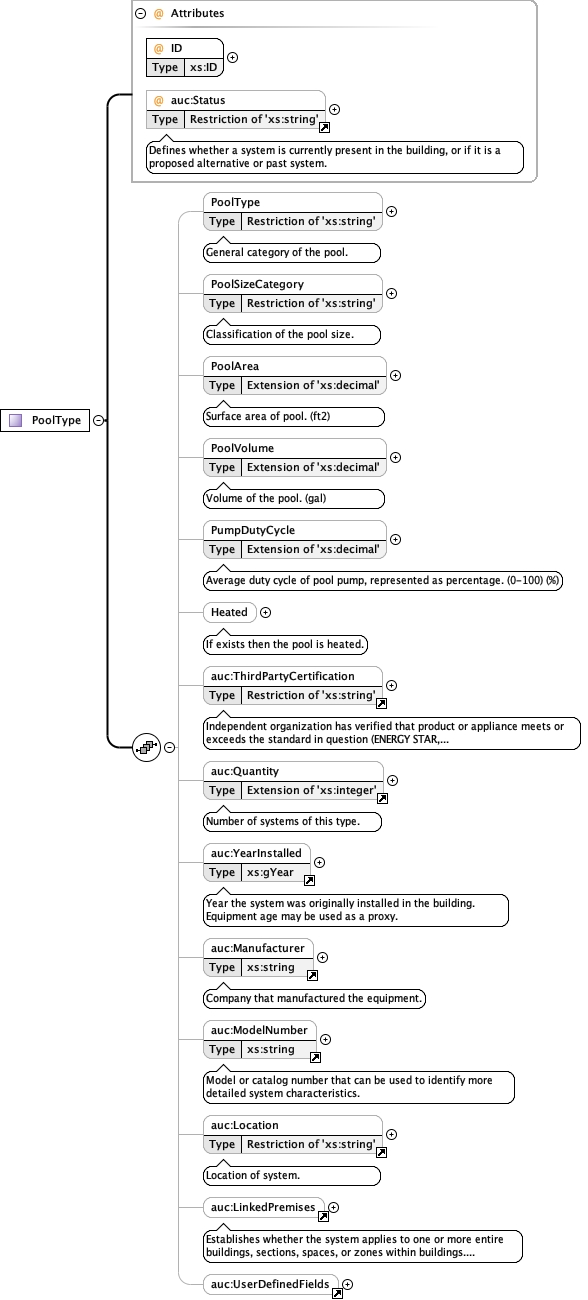 @ Attributes
@ ID
Type xs:ID
@ auc:Status
Type Restriction of 'xs:string'
Defines whether a system is currently present in the building, or if it is a
proposed alternative or past system.
PoolType
PoolType
Type Restriction of 'xs:string'
General category of the pool.
PoolSizeCategory
Type Restriction of 'xs:string'
Classification of the pool size.
PoolArea
Type Extension of 'xs:decimal'
Surface area of pool. (ft2)
PoolVolume
Type Extension of 'xs:decimal'
Volume of the pool. (gal)
PumpDutyCycle
Type Extension of 'xs:decimal'
Average duty cycle of pool pump, represented as percentage. (0-100) (%)
Heated
If exists then the pool is heated.
auc:ThirdPartyCertification
Type Restriction of 'xs:string'
Independent organization has verified that product or appliance meets or
exceeds the standard in question (ENERGY STAR,...
auc:Quantity
Type Extension of 'xs:integer'
Number of systems of this type.
auc:YearInstalled
Type xs:gYear
Year the system was originally installed in the building.
Equipment age may be used as a proxy.
auc:Manufacturer
Type xs:string
Company that manufactured the equipment.
auc:ModelNumber
Type xs:string
Model or catalog number that can be used to identify more
detailed system characteristics.
auc:Location
Type Restriction of 'xs:string'
Location of system.
auc:LinkedPremises
Establishes whether the system applies to one or more entire
buildings, sections, spaces, or zones within buildings....
auc:UserDefinedFields